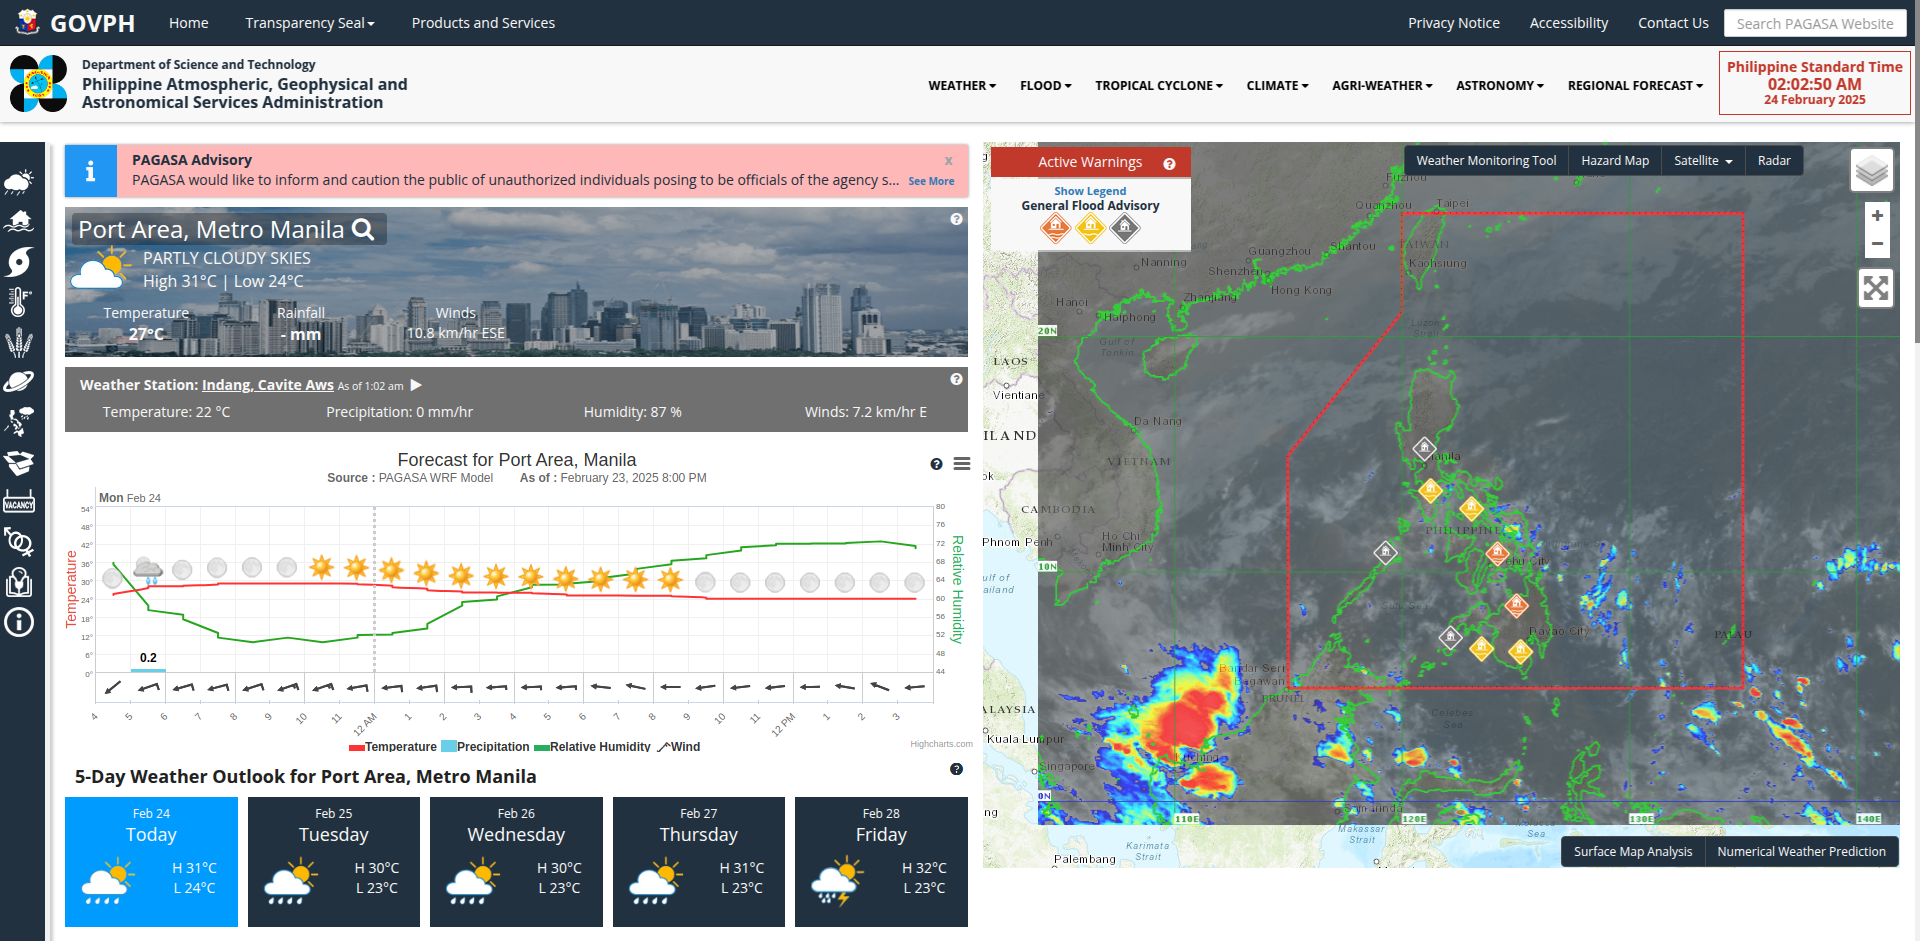 GOVPH Home Transparency Seal Products and Services Privacy Notice Accessibility Contact Us Search PAGASA Website
Department of Science and Technology
Philippine Atmospheric, Geophysical and
Astronomical Services Administration
WEATHER FLOOD TROPICAL CYCLONE CLIMATE AGRI-WEATHER ASTRONOMY REGIONAL FORECAST
Philippine Standard Time
02:02:50 AM
24 February 2025
VACANCY
PAGASA Advisory x
PAGASA would like to inform and caution the public of unauthorized individuals posing to be officials of the agency s... See More
Port Area, Metro Manila
PARTLY CLOUDY SKIES
High 31°C | Low 24°C
Temperature Rainfall Winds
27°C - mm 10.8 km/hr ESE
Weather Station: Indang, Cavite Aws As of 1:02 am
Temperature: 22 °C Precipitation: 0 mm/hr Humidity: 87 % Winds: 7.2 km/hr E
Forecast for Port Area, Manila
Source : PAGASA WRF Model As of : February 23, 2025 8:00 PM
Mon Feb 24
Temperature
54°
48°
42°
36°
30°
24°
18°
12°
6°
0°
0.2
80
76
72
68
64
60
56
52
48
44
Relative Humidity
4 5 6 7 8 9 10 11 12 AM 1 2 3 4 5 6 7 8 9 10 11 12 PM 1 2 3
Temperature Precipitation Relative Humidity Wind
Highcharts.com
5-Day Weather Outlook for Port Area, Metro Manila
Feb 24
Today
H 31°C
L 24°C
Feb 25
Tuesday
H 30°C
L 23°C
Feb 26
Wednesday
H 30°C
L 23°C
Feb 27
Thursday
H 31°C
L 23°C
Feb 28
Friday
H 32°C
L 23°C
Active Warnings
Show Legend
General Flood Advisory
Weather Monitoring Tool Hazard Map Satellite Radar
+
−
Fuzhou
Quanzhou Taipei
Guangzhou Shantou TAIWAN
Nanning Shenzhen Kaohsiung
Hanoi Zhanjiang Hong Kong
Haiphong
20N Luzon
Strait
Gulf of
Tonkin
LAOS
Vientiane
Da Nang
ILAND
VIETNAM
Manila
ok
CAMBODIA
PHILIPPINE
Phnom Penh Ho Chi
Minh City
Cebu City
10N
ulf of
ailand
Davao City PALAU
Bandar Seri
Begawan
BRUNEI
ALAYSIA Celebes
Sea
Kuala Lumpur
Kuching
Singapore
0N
Samarinda
ng 110E 120E 130E 140E
Makassar
Strait
Molucca
Sea
Karimata
Strait
Palembang
Surface Map Analysis Numerical Weather Prediction